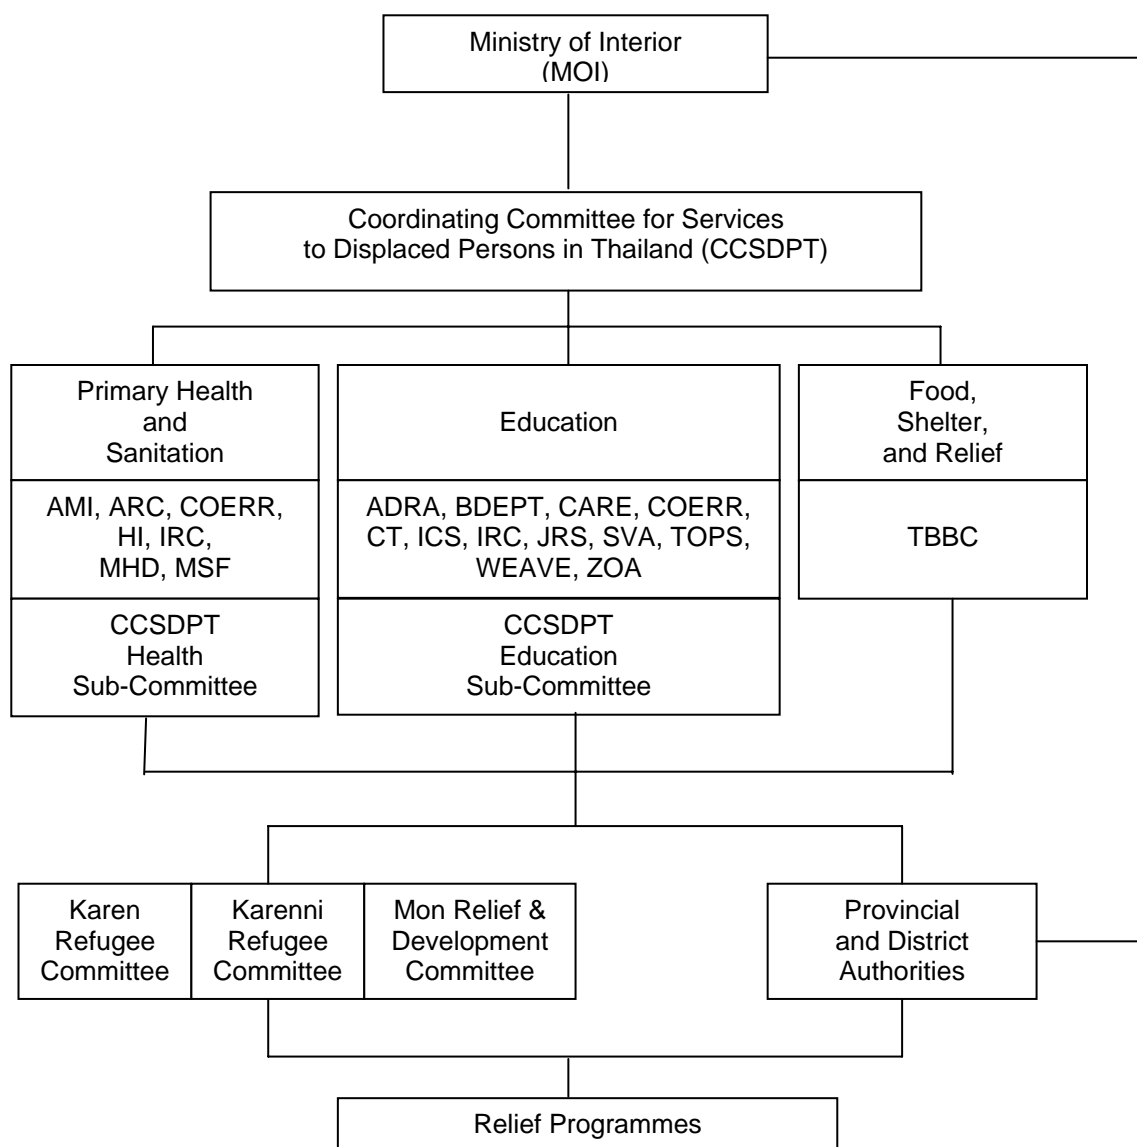 Ministry of Interior
(MOI)
Coordinating Committee for Services
to Displaced Persons in Thailand (CCSDPT)
Primary Health
and
Sanitation
Education
Food,
Shelter,
and Relief
AMI, ARC, COERR,
HI, IRC,
MHD, MSF
ADRA, BDEPT, CARE, COERR,
CT, ICS, IRC, JRS, SVA, TOPS,
WEAVE, ZOA
TBBC
CCSDPT
Health
Sub-Committee
CCSDPT
Education
Sub-Committee
Karen
Refugee
Committee
Karenni
Refugee
Committee
Mon Relief &
Development
Committee
Provincial
and District
Authorities
Relief Programmes